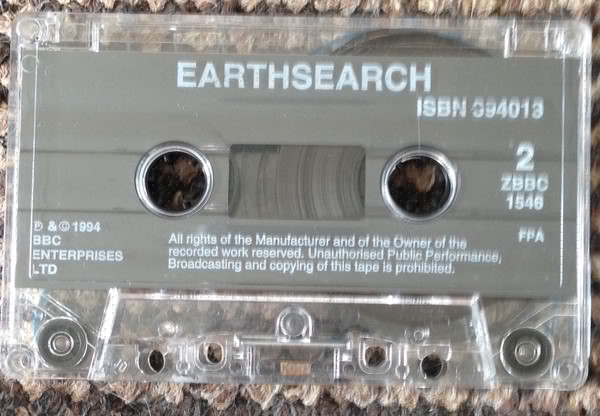 EARTHSEARCH
ISBN 394013
2
ZBBC
1546
FPA
℗ & © 1994
BBC
ENTERPRISES
LTD
All rights of the Manufacturer and of the Owner of the
recorded work reserved. Unauthorised Public Performance,
Broadcasting and copying of this tape is prohibited.